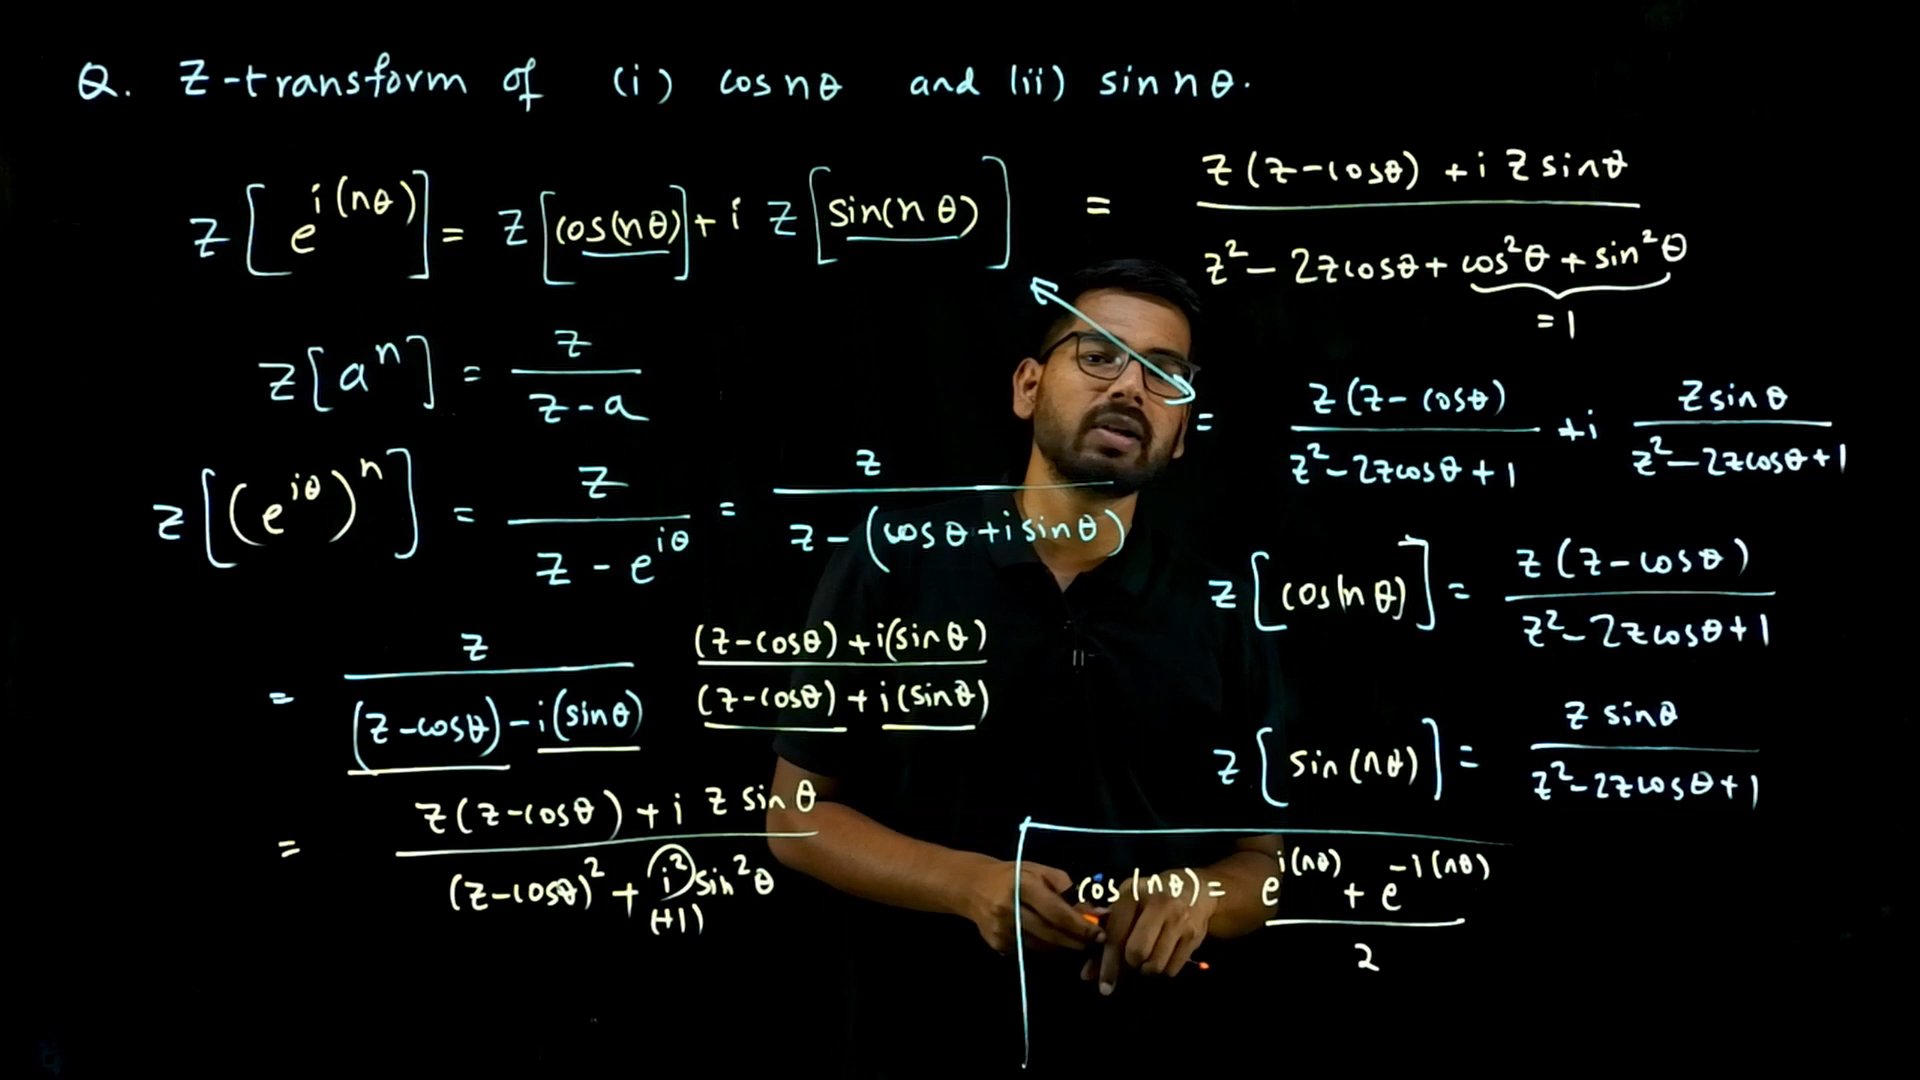 Q. Z-transform of (i) cos nθ and (ii) sin nθ.
Z[e^{i(nθ)}] = Z[cos(nθ)] + i Z[sin(nθ)]
Z[a^n] = z/(z-a)
Z[(e^{iθ})^n] = z/(z-e^{iθ}) = z/(z-(cosθ+i sinθ))
= z/((z-cosθ)-i(sinθ)) ((z-cosθ)+i(sinθ))/((z-cosθ)+i(sinθ))
= (z(z-cosθ)+i z sinθ)/((z-cosθ)²+i² sin²θ)
(+1)
= (z(z-cosθ)+i z sinθ)/(z²-2z cosθ+cos²θ+sin²θ)
=1
= z(z-cosθ)/(z²-2z cosθ+1) +i z sinθ/(z²-2z cosθ+1)
Z[cos(nθ)] = z(z-cosθ)/(z²-2z cosθ+1)
Z[sin(nθ)] = z sinθ/(z²-2z cosθ+1)
cos(nθ) = (e^{i(nθ)} + e^{-i(nθ)})/2